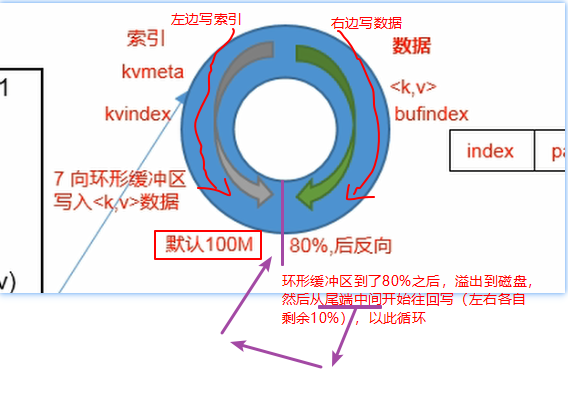 左边写索引
右边写数据
索引
数据
1
kvmeta
<k,v>
kvindex
bufindex
index
7 向环形缓冲区
写入<k,v>数据
默认100M
80%,后反向
v)
环形缓冲区到了80%之后，溢出到磁盘，
然后从尾端中间开始往回写（左右各自
剩余10%），以此循环